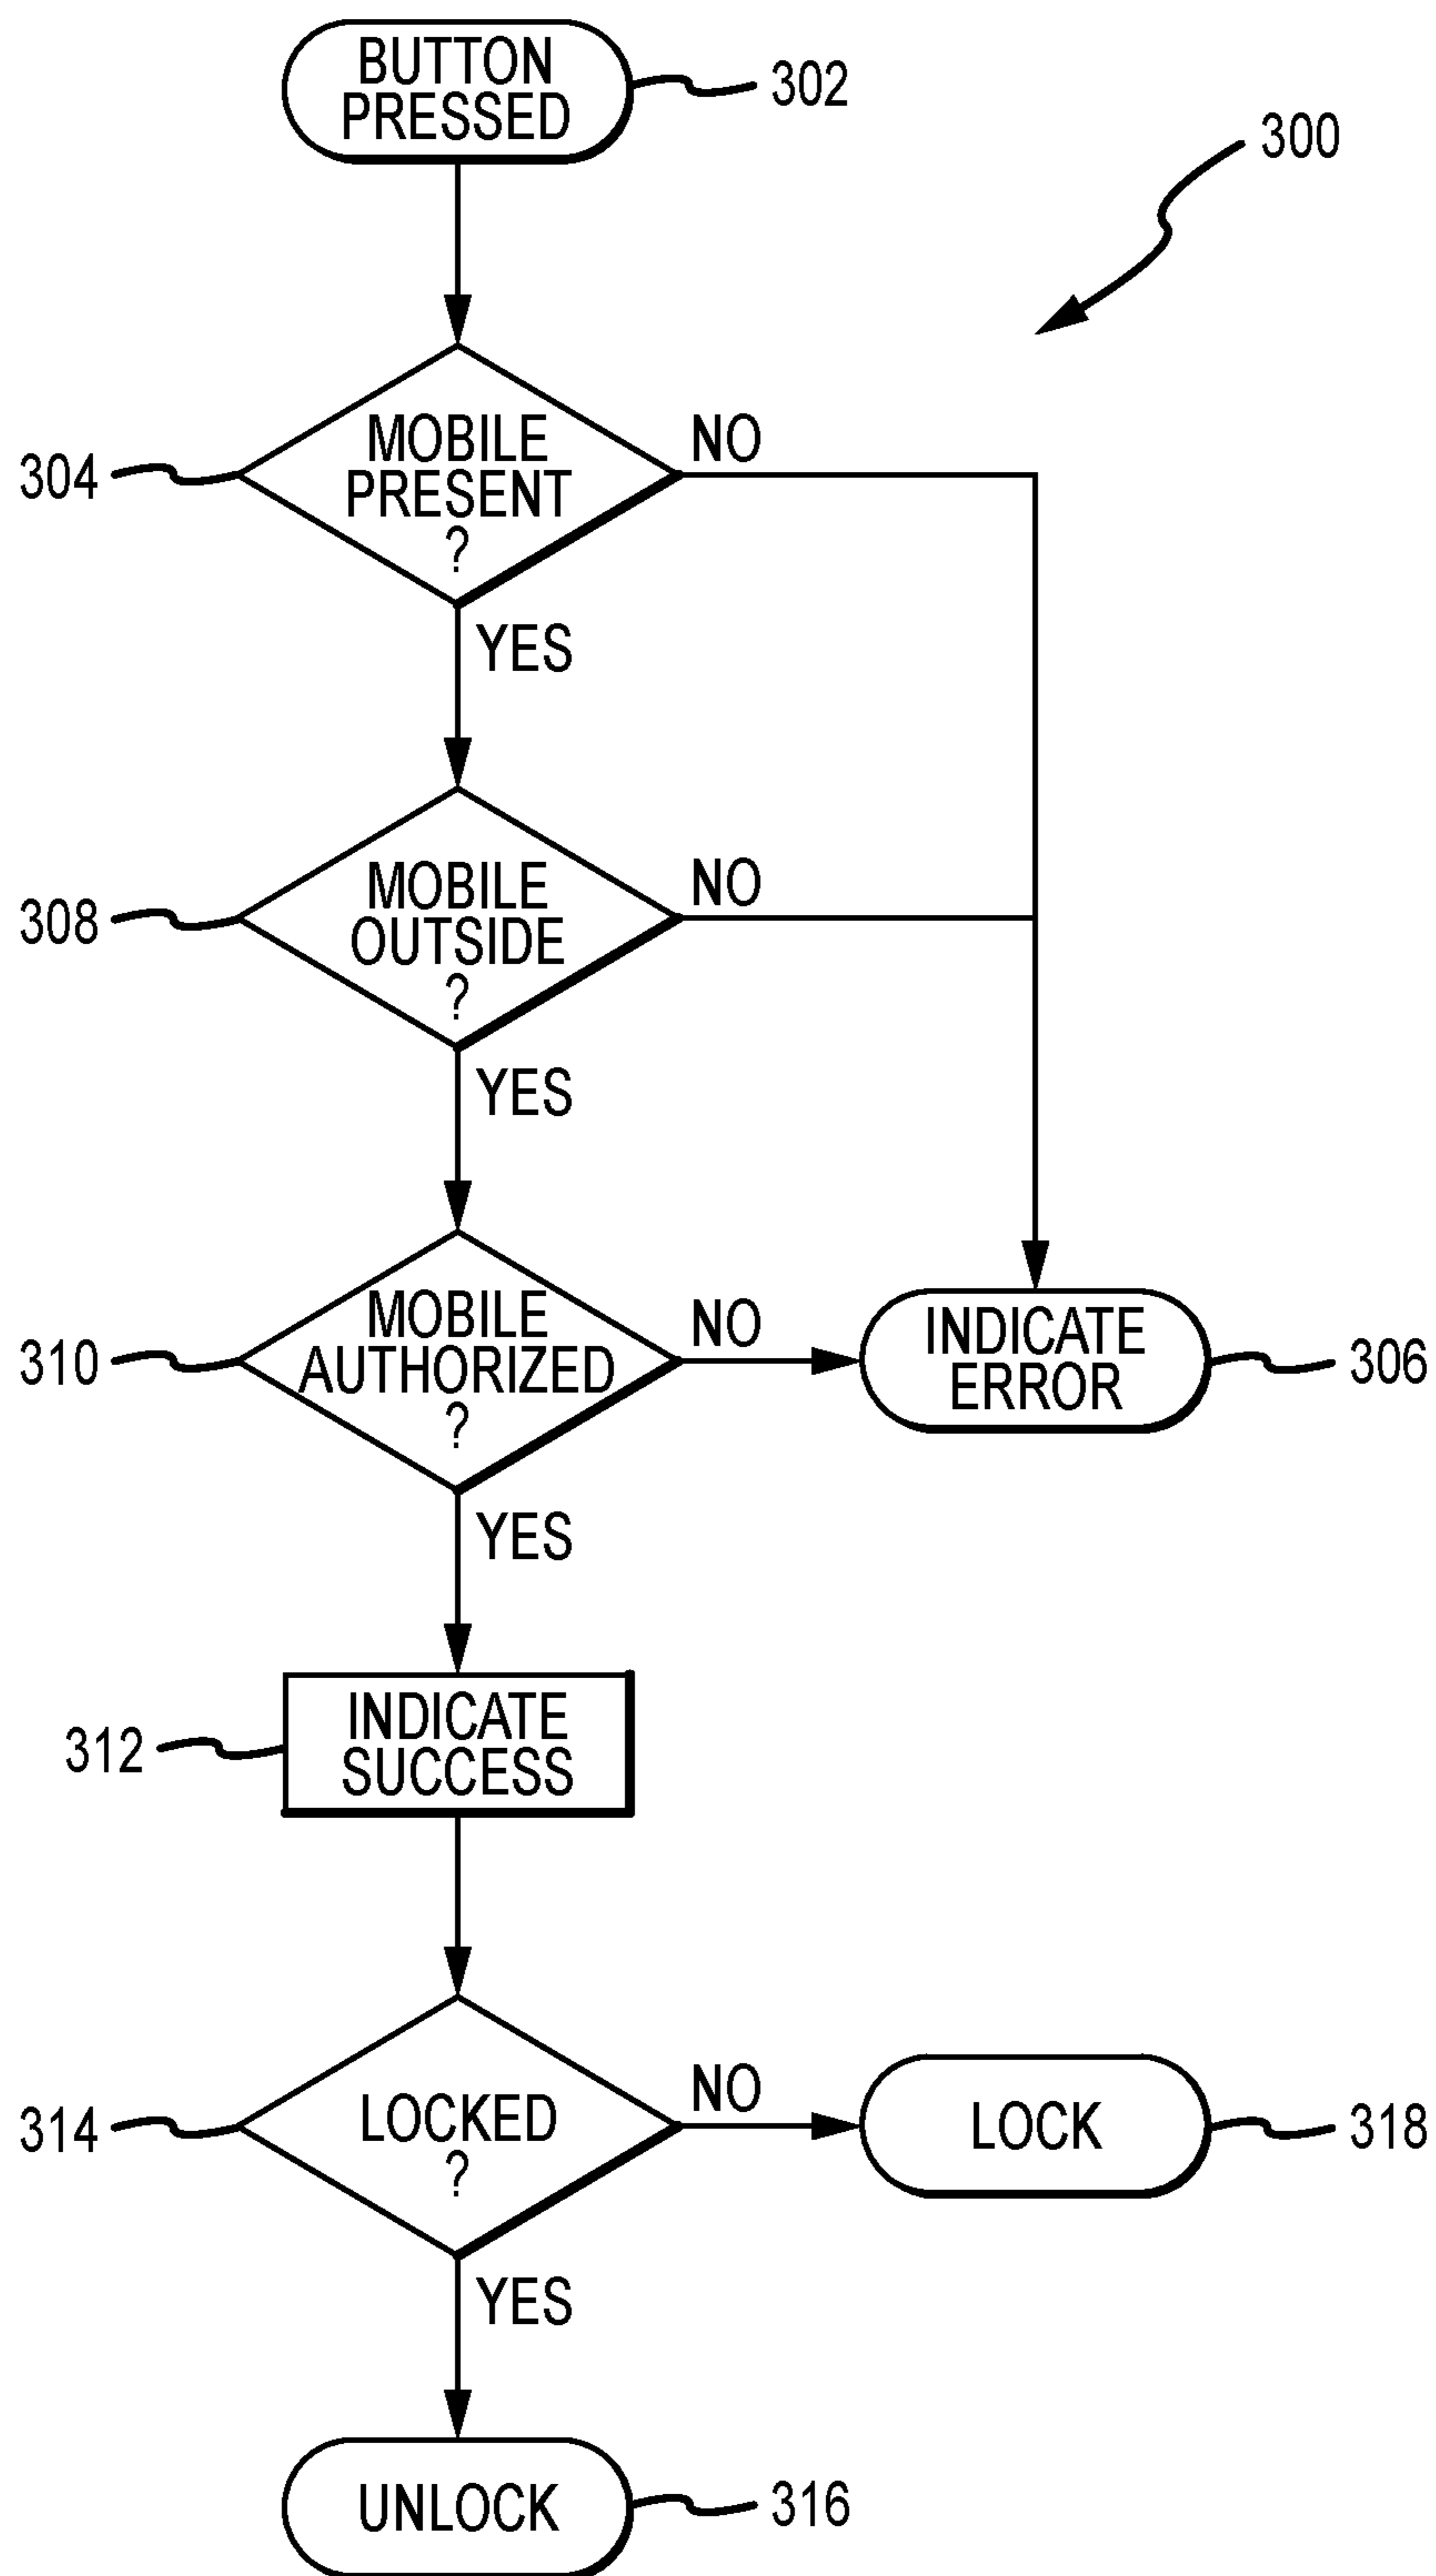 BUTTON
PRESSED
302
300
MOBILE
PRESENT
?
NO
304
YES
MOBILE
OUTSIDE
?
NO
308
YES
MOBILE
AUTHORIZED
?
NO
310
INDICATE
ERROR
306
YES
INDICATE
SUCCESS
312
LOCKED
?
NO
314
LOCK
318
YES
UNLOCK
316